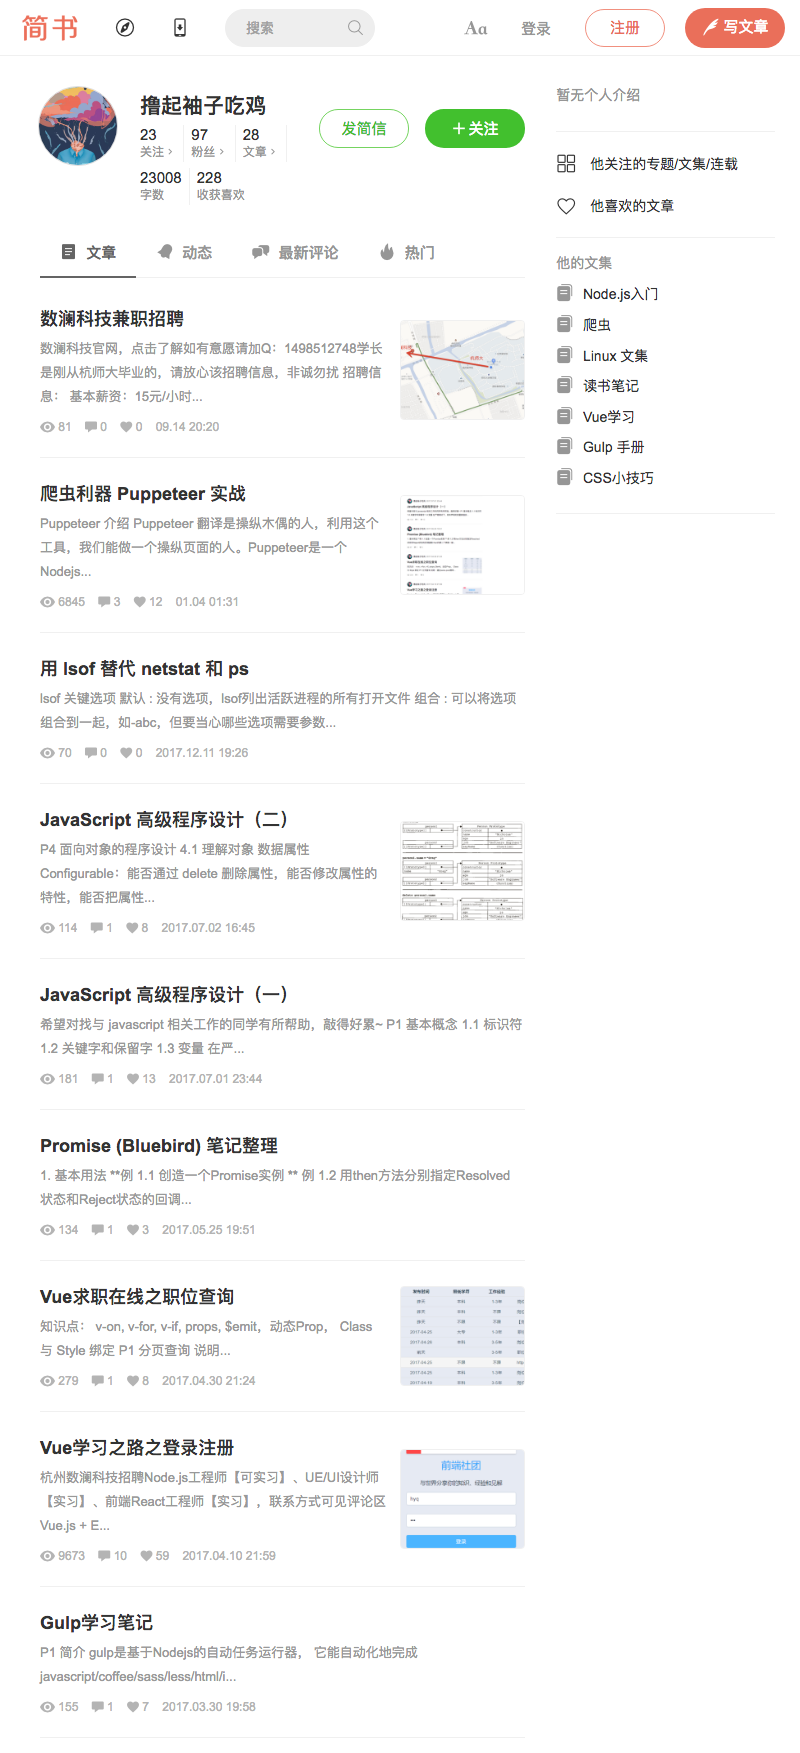 简书
搜索
Aa
登录
注册
写文章
撸起袖子吃鸡
23
97
28
关注 >
粉丝 >
文章 >
23008
228
字数
收获喜欢
发简信
+关注
文章
动态
最新评论
热门
数澜科技兼职招聘
数澜科技官网，点击了解如有意愿请加Q：1498512748学长
是刚从杭师大毕业的，请放心该招聘信息，非诚勿扰 招聘信
息： 基本薪资：15元/小时...
81 0 0 09.14 20:20
爬虫利器 Puppeteer 实战
Puppeteer 介绍 Puppeteer 翻译是操纵木偶的人，利用这个
工具，我们能做一个操纵页面的人。Puppeteer是一个
Nodejs...
6845 3 12 01.04 01:31
用 lsof 替代 netstat 和 ps
lsof 关键选项 默认 : 没有选项，lsof列出活跃进程的所有打开文件 组合 : 可以将选项
组合到一起，如-abc，但要当心哪些选项需要参数...
70 0 0 2017.12.11 19:26
JavaScript 高级程序设计（二）
P4 面向对象的程序设计 4.1 理解对象 数据属性
Configurable：能否通过 delete 删除属性，能否修改属性的
特性，能否把属性...
114 1 8 2017.07.02 16:45
JavaScript 高级程序设计（一）
希望对找与 javascript 相关工作的同学有所帮助，敲得好累~ P1 基本概念 1.1 标识符
1.2 关键字和保留字 1.3 变量 在严...
181 1 13 2017.07.01 23:44
Promise (Bluebird) 笔记整理
1. 基本用法 **例 1.1 创造一个Promise实例 ** 例 1.2 用then方法分别指定Resolved
状态和Reject状态的回调...
134 1 3 2017.05.25 19:51
Vue求职在线之职位查询
知识点： v-on, v-for, v-if, props, $emit，动态Prop， Class
与 Style 绑定 P1 分页查询 说明...
279 1 8 2017.04.30 21:24
Vue学习之路之登录注册
杭州数澜科技招聘Node.js工程师【可实习】、UE/UI设计师
【实习】、前端React工程师【实习】，联系方式可见评论区
Vue.js + E...
9673 10 59 2017.04.10 21:59
前端社团
与世界分享你的知识、经验和见解
hyq
登录
Gulp学习笔记
P1 简介 gulp是基于Nodejs的自动任务运行器， 它能自动化地完成
javascript/coffee/sass/less/html/i...
155 1 7 2017.03.30 19:58
暂无个人介绍
他关注的专题/文集/连载
他喜欢的文章
他的文集
Node.js入门
爬虫
Linux 文集
读书笔记
Vue学习
Gulp 手册
CSS小技巧